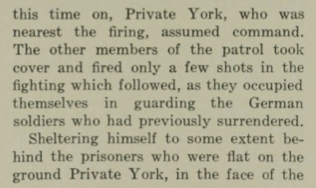 this time on, Private York, who was
nearest the firing, assumed command.
The other members of the patrol took
cover and fired only a few shots in the
fighting which followed, as they occupied
themselves in guarding the German
soldiers who had previously surrendered.
Sheltering himself to some extent be-
hind the prisoners who were flat on the
ground Private York, in the face of the